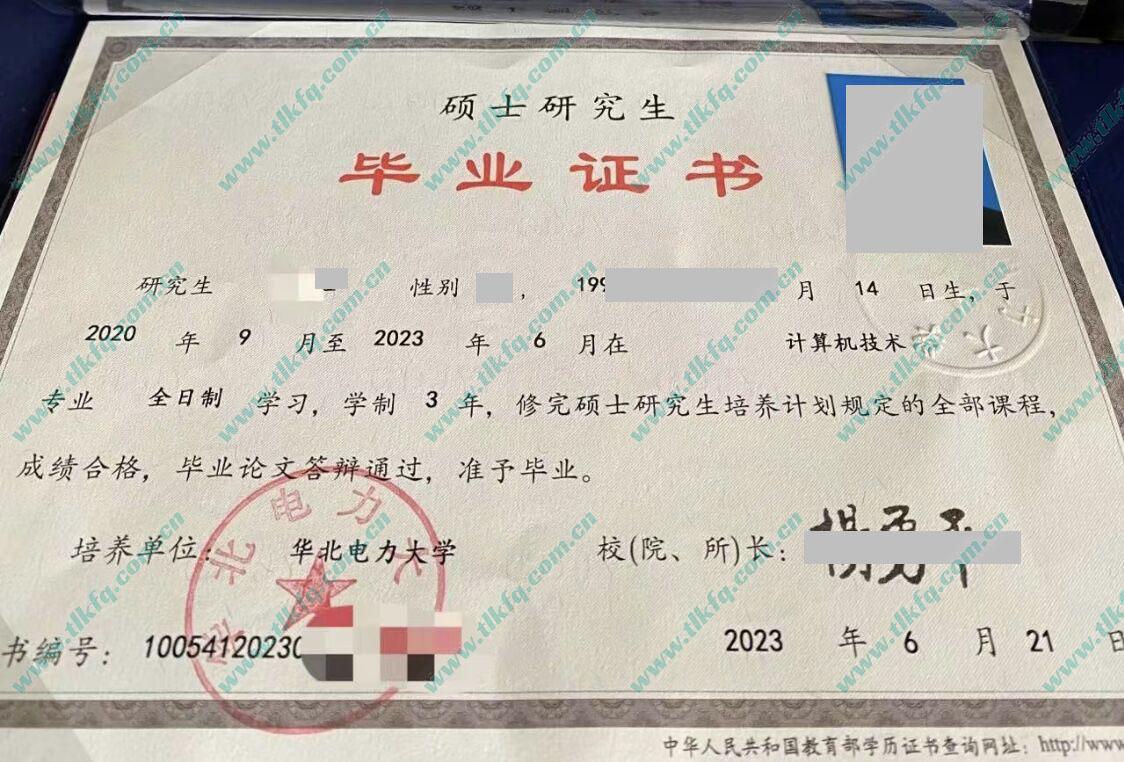 硕士研究生
毕业证书
研究生 性别 , 199 月 14 日生, 于
2020 年 9 月至 2023 年 6 月在 计算机技术
专业 全日制 学习, 学制 3 年, 修完硕士研究生培养计划规定的全部课程,
成绩合格, 毕业论文答辩通过, 准予毕业。
培养单位: 华北电力大学 校(院、所)长:
书编号: 10054120230 2023 年 6 月 21 日
中华人民共和国教育部学历证书查询网址: http://www
华北电力大
www.tlkfq.com.cn